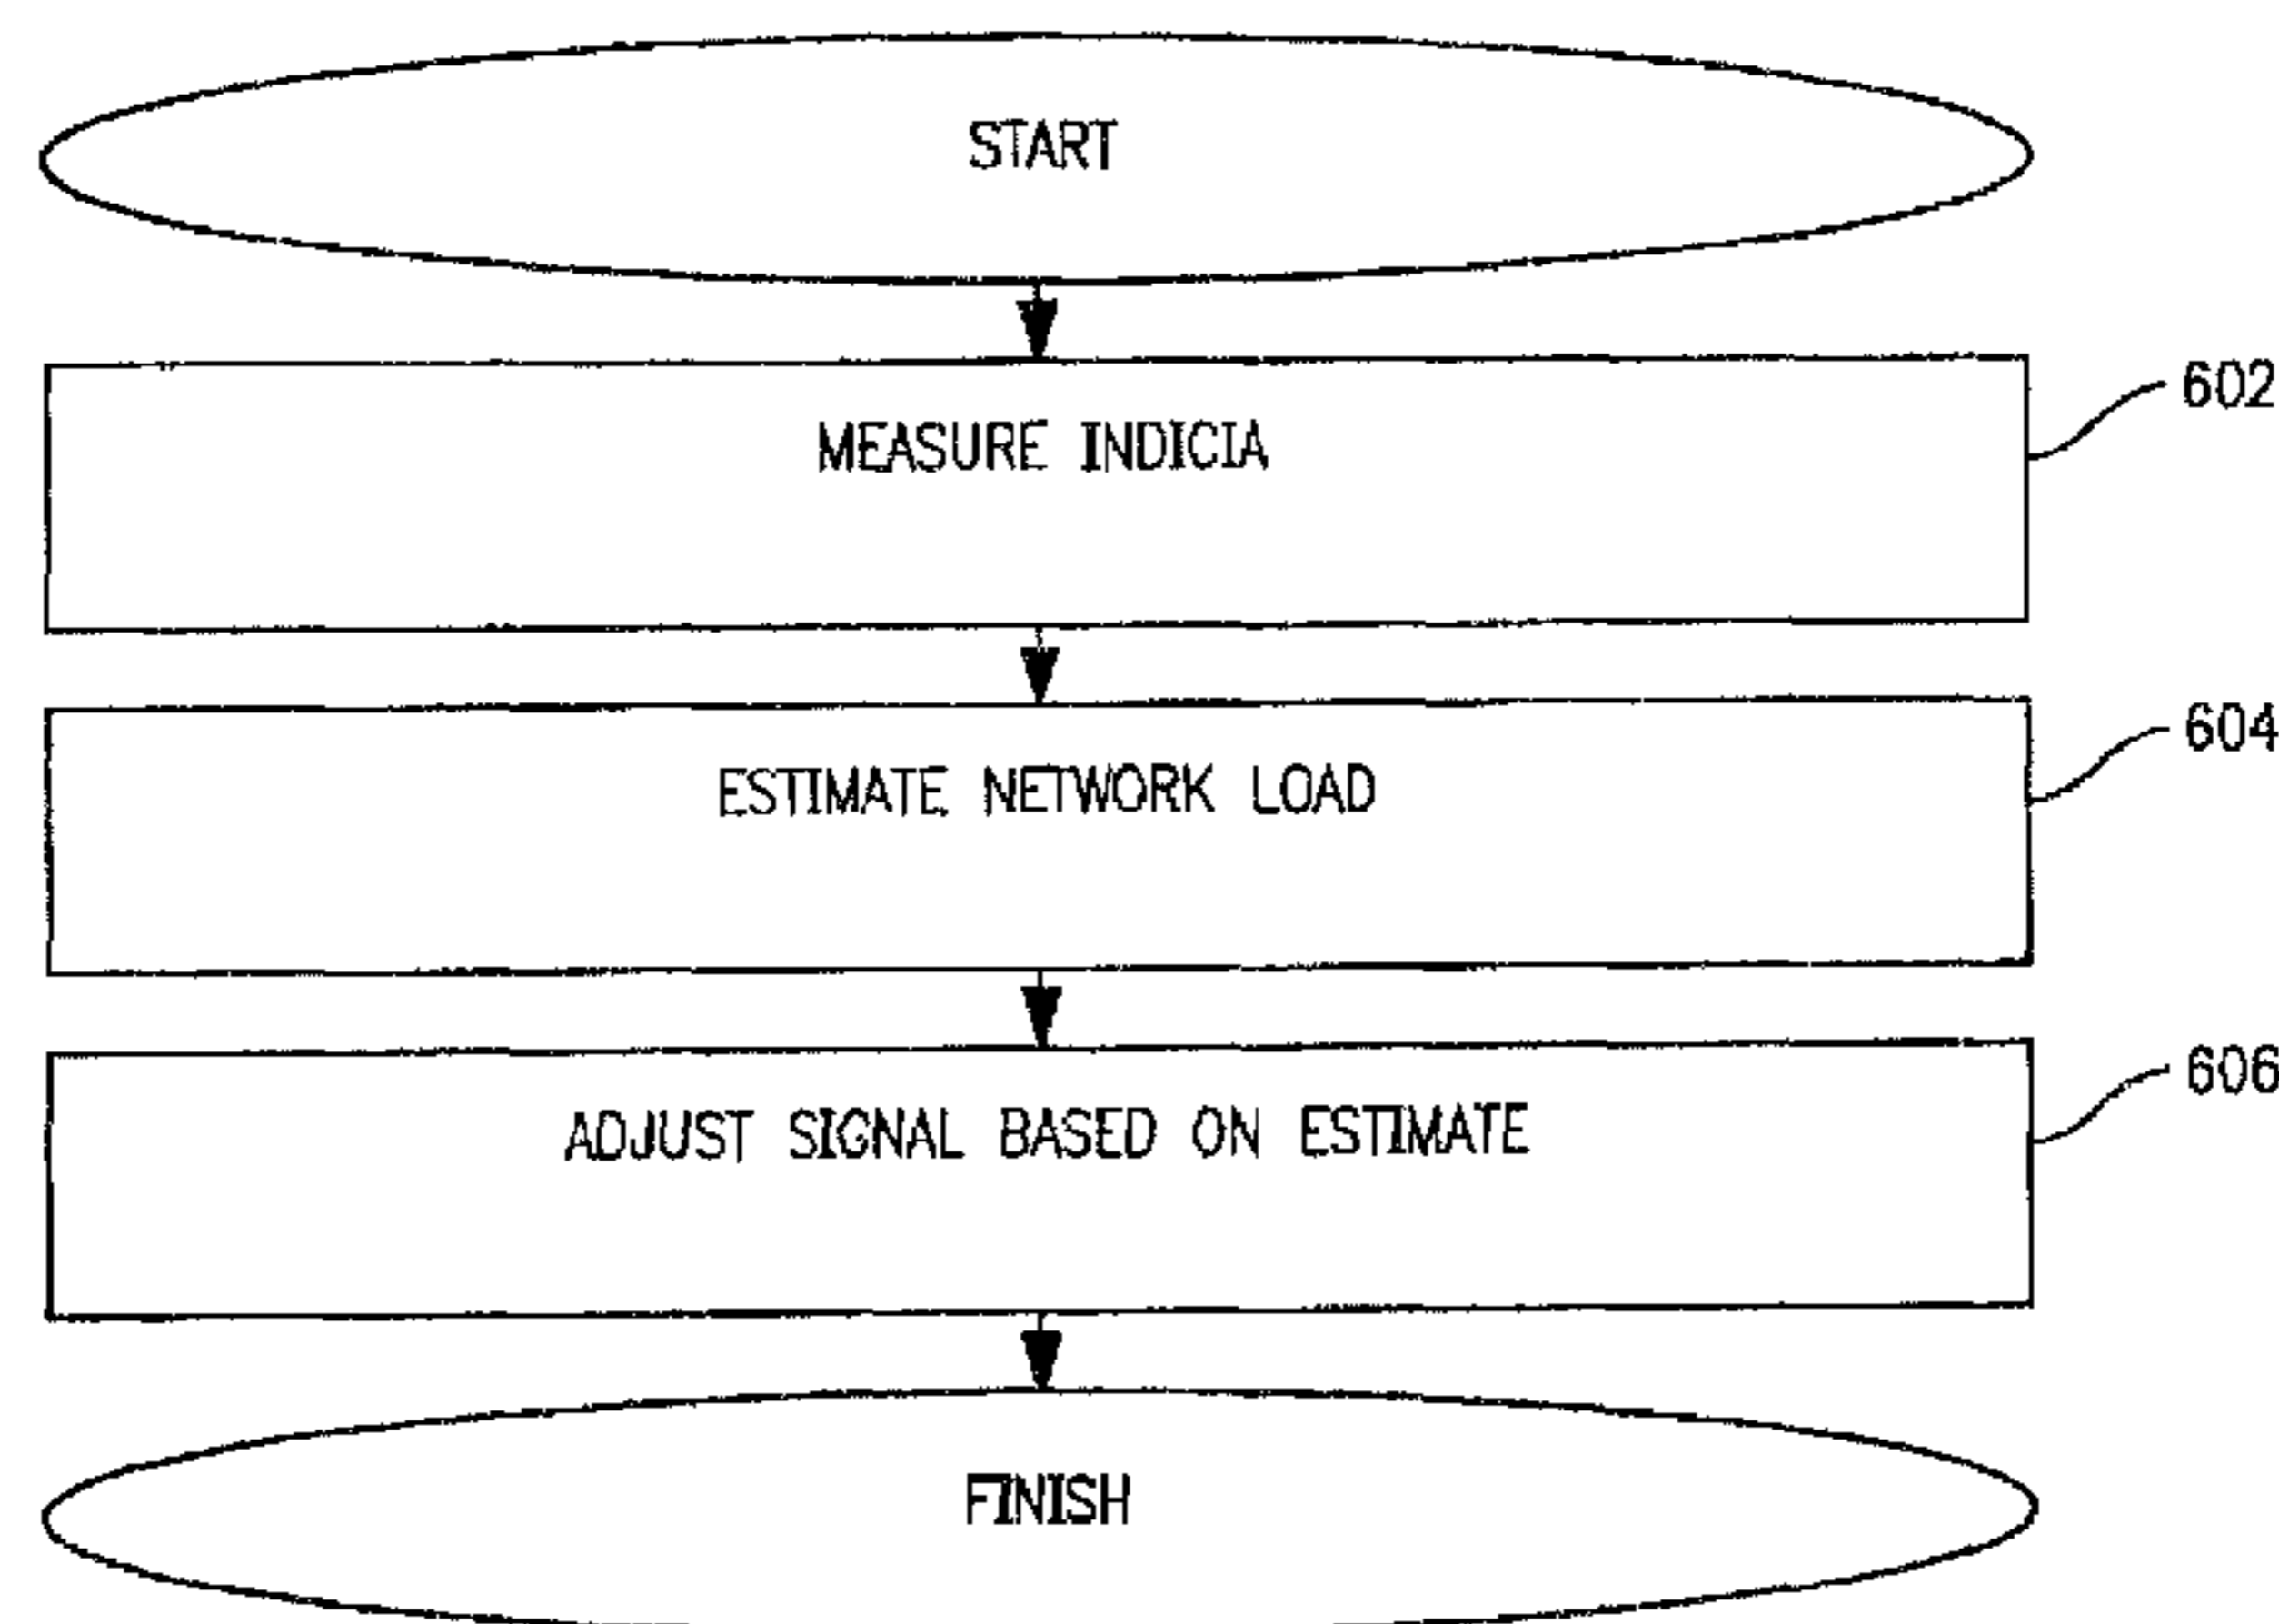 START
MEASURE INDICIA
602
ESTIMATE NETWORK LOAD
604
ADJUST SIGNAL BASED ON ESTIMATE
606
FINISH